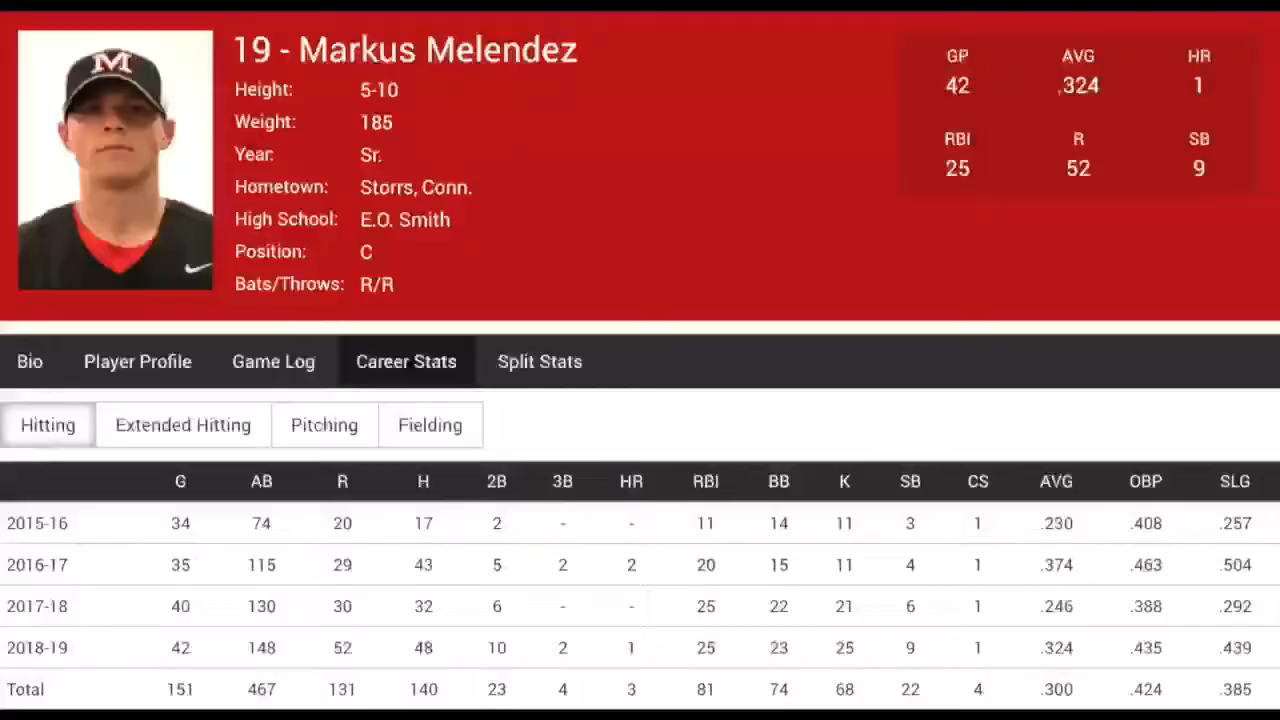 M
19 - Markus Melendez
Height: 5-10
Weight: 185
Year: Sr.
Hometown: Storrs, Conn.
High School: E.O. Smith
Position: C
Bats/Throws: R/R
GP AVG HR
42 .324 1
RBI R SB
25 52 9
Bio Player Profile Game Log Career Stats Split Stats
Hitting Extended Hitting Pitching Fielding
G AB R H 2B 3B HR RBI BB K SB CS AVG OBP SLG
2015-16 34 74 20 17 2 - - 11 14 11 3 1 .230 .408 .257
2016-17 35 115 29 43 5 2 2 20 15 11 4 1 .374 .463 .504
2017-18 40 130 30 32 6 - - 25 22 21 6 1 .246 .388 .292
2018-19 42 148 52 48 10 2 1 25 23 25 9 1 .324 .435 .439
Total 151 467 131 140 23 4 3 81 74 68 22 4 .300 .424 .385